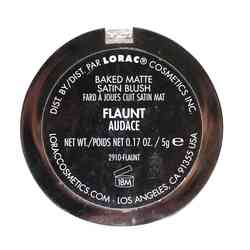 DIST. BY/DIST. PAR LORAC® COSMETICS INC.
BAKED MATTE
SATIN BLUSH
FARD À JOUES CUIT SATIN MAT
FLAUNT
AUDACE
NET WT./POIDS NET 0.17 OZ. / 5g ℮
2910-FLAUNT
18M
LORACCOSMETICS.COM - LOS ANGELES, CA 91355 USA